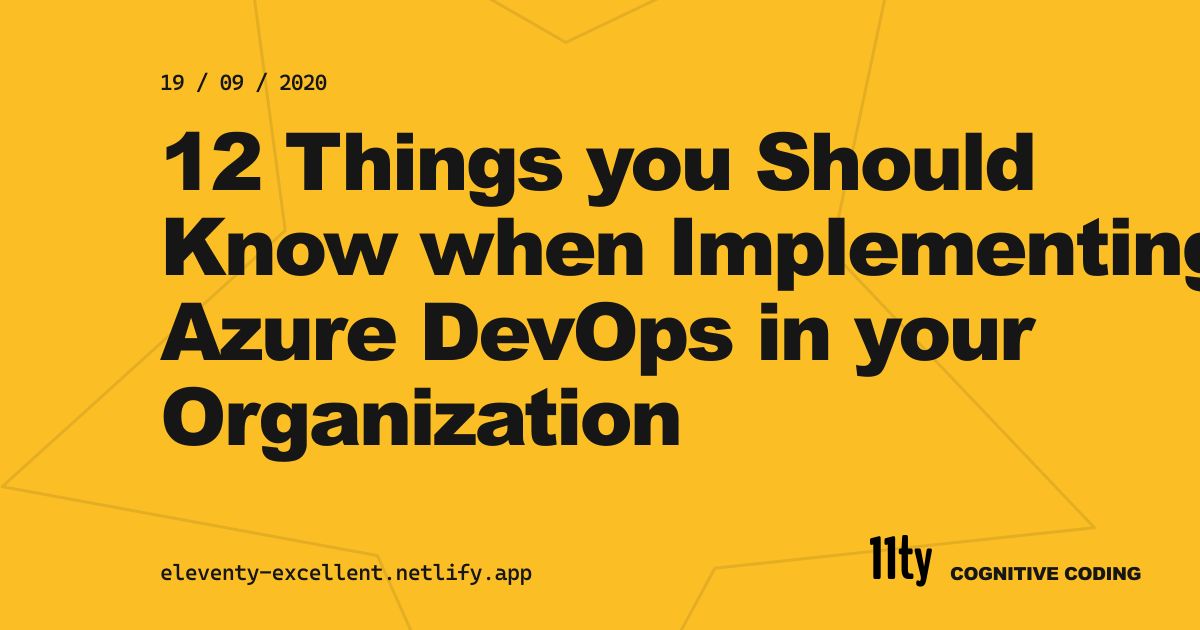 19 / 09 / 2020
12 Things you Should
Know when Implementing
Azure DevOps in your
Organization
eleventy-excellent.netlify.app
11ty COGNITIVE CODING